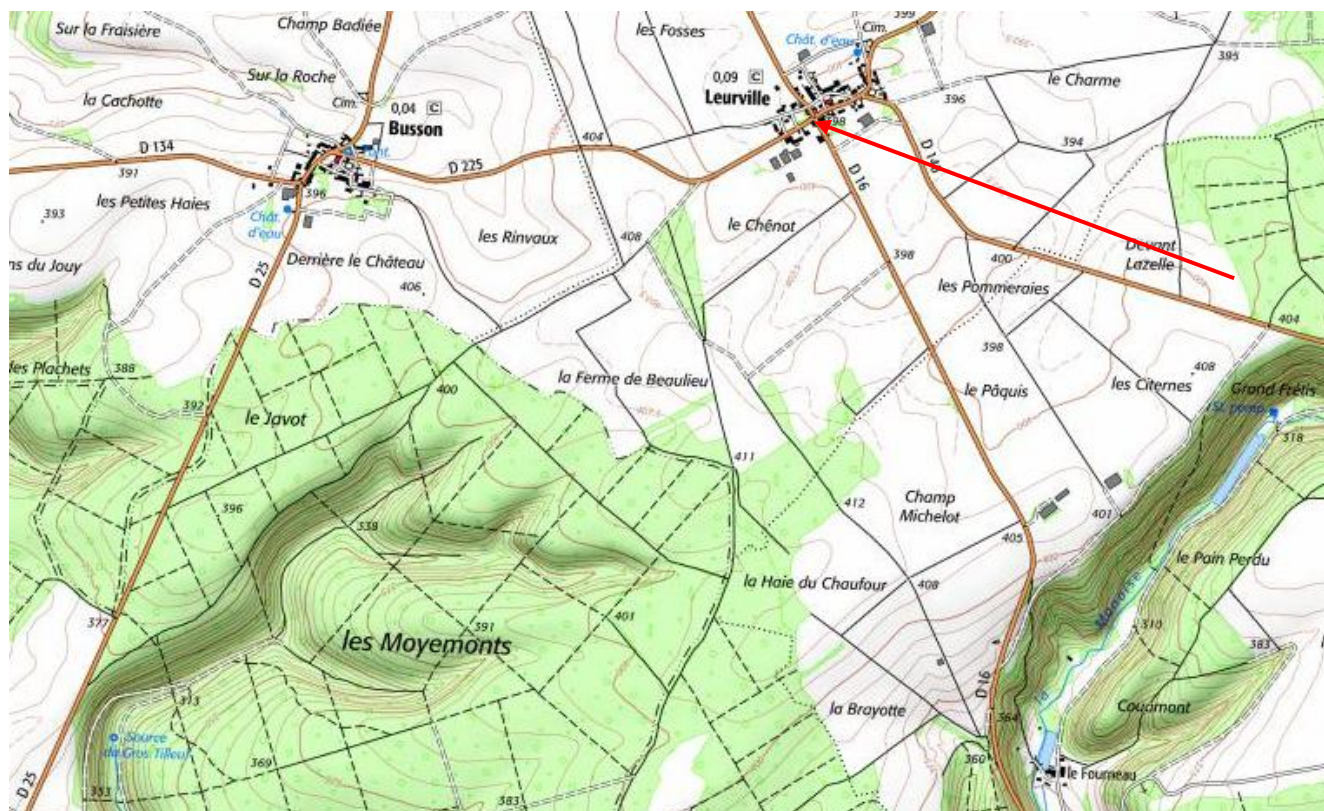 Sur la Fraisière
Champ Badiée
les Fosses
399
Cim.
Chât. d'eau
395
Sur la Roche
0,09 C
Leurville
le Charme
la Cachotte
Cim.
0,04 C
Busson
396
404
398
D 134
Font.
D 225
394
391
396
les Petites Haies
393
Chât. d'eau
les Rinvaux
408
le Chênot
D 16
398
400
Devant
Lazelle
ns du Jouy
Derrière le Château
406
D 25
les Pommeraies
404
398
les Plachets
388
400
la Ferme de Beaulieu
le Pâquis
les Citernes
408
Grand Frétis
St. pomp.
318
392
le Javot
411
412
Champ
Michelot
401
396
338
405
le Pain Perdu
la Haie du Chaufour
408
Manoise
377
les Moyemonts
391
401
310
383
313
la Brayotte
D 16
364
Couamont
Source
du Gros Tilleul
369
360
le Fourneau
D 25
353
383